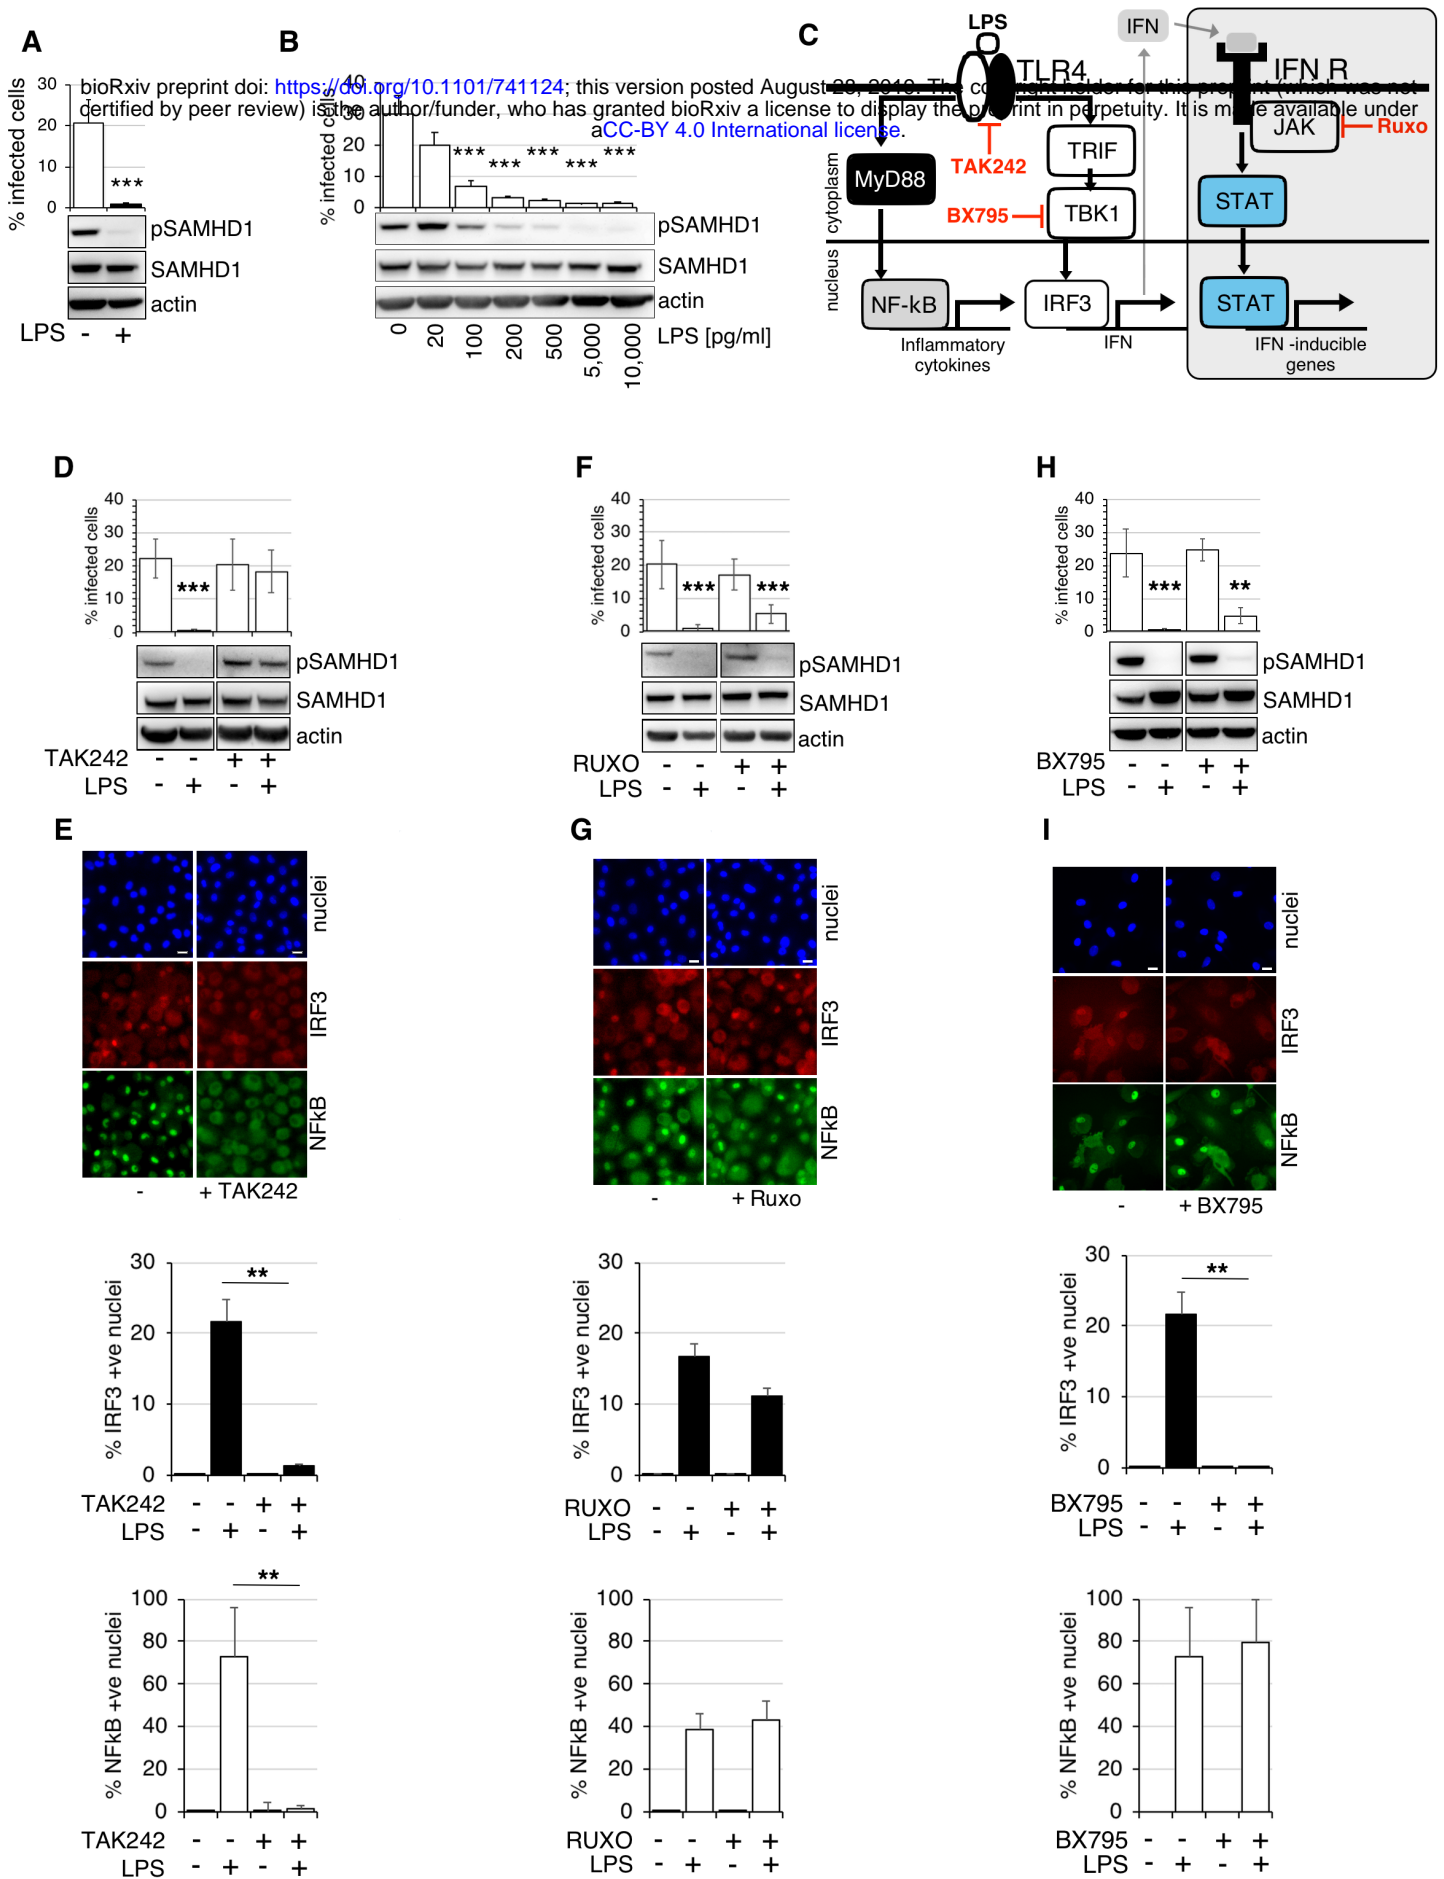 A
B
C
bioRxiv preprint doi: https://doi.org/10.1101/741124; this version posted August 28, 2019. The copyright holder for this preprint (which was not
certified by peer review) is the author/funder, who has granted bioRxiv a license to display the preprint in perpetuity. It is made available under
aCC-BY 4.0 International license.
% infected cells
30
20
10
0
***
pSAMHD1
SAMHD1
actin
LPS - +
% infected cells
40
30
20
10
0
*** *** *** *** ***
pSAMHD1
SAMHD1
actin
0 20 100 200 500 5,000 10,000
LPS [pg/ml]
LPS
TLR4
IFN
IFN R
JAK
Ruxo
TAK242
MyD88
TRIF
BX795
TBK1
STAT
cytoplasm
nucleus
NF-kB
IRF3
STAT
Inflammatory
cytokines
IFN
IFN -inducible
genes
D
% infected cells
40
30
20
10
0
***
pSAMHD1
SAMHD1
actin
TAK242 - - + +
LPS - + - +
F
% infected cells
40
30
20
10
0
*** ***
pSAMHD1
SAMHD1
actin
RUXO - - + +
LPS - + - +
H
% infected cells
40
30
20
10
0
*** **
pSAMHD1
SAMHD1
actin
BX795 - - + +
LPS - + - +
E
nuclei
IRF3
NFkB
- + TAK242
% IRF3 +ve nuclei
30
20
10
0
**
TAK242 - - + +
LPS - + - +
% NFkB +ve nuclei
100
80
60
40
20
0
**
TAK242 - - + +
LPS - + - +
G
nuclei
IRF3
NFkB
- + Ruxo
% IRF3 +ve nuclei
30
20
10
0
RUXO - - + +
LPS - + - +
% NFkB +ve nuclei
100
80
60
40
20
0
RUXO - - + +
LPS - + - +
I
nuclei
IRF3
NFkB
- + BX795
% IRF3 +ve nuclei
30
20
10
0
**
BX795 - - + +
LPS - + - +
% NFkB +ve nuclei
100
80
60
40
20
0
BX795 - - + +
LPS - + - +